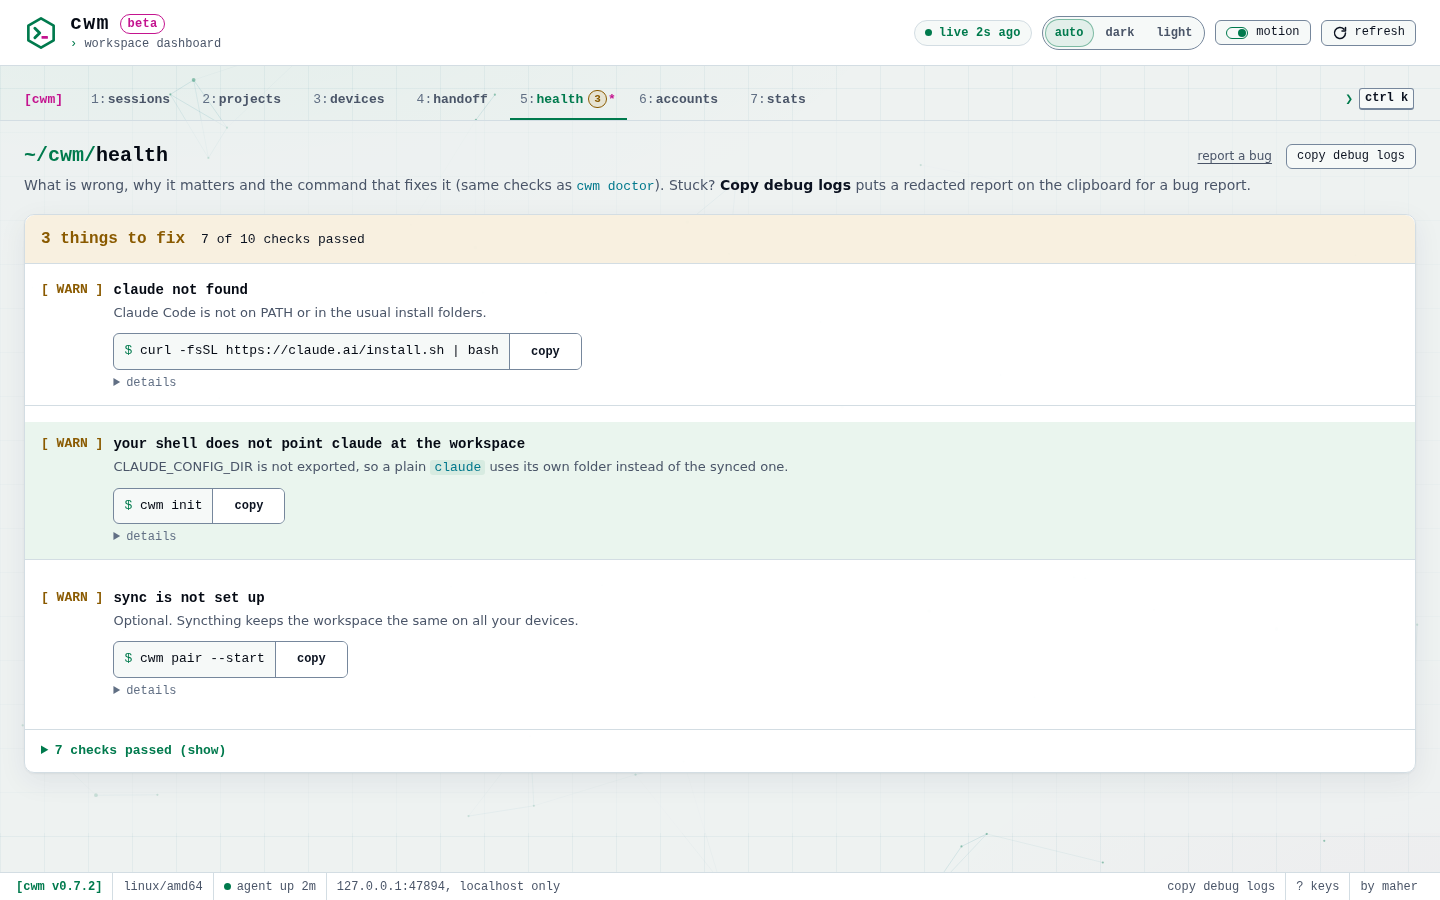 cwm beta
› workspace dashboard
live 2s ago
auto dark light
motion
refresh
[cwm] 1:sessions 2:projects 3:devices 4:handoff 5:health 3 * 6:accounts 7:stats ❯ ctrl k
~/cwm/health
report a bug copy debug logs
What is wrong, why it matters and the command that fixes it (same checks as cwm doctor). Stuck? Copy debug logs puts a redacted report on the clipboard for a bug report.
3 things to fix 7 of 10 checks passed
[ WARN ] claude not found
Claude Code is not on PATH or in the usual install folders.
$ curl -fsSL https://claude.ai/install.sh | bash copy
▶ details
[ WARN ] your shell does not point claude at the workspace
CLAUDE_CONFIG_DIR is not exported, so a plain claude uses its own folder instead of the synced one.
$ cwm init copy
▶ details
[ WARN ] sync is not set up
Optional. Syncthing keeps the workspace the same on all your devices.
$ cwm pair --start copy
▶ details
▶ 7 checks passed (show)
[cwm v0.7.2] linux/amd64 agent up 2m 127.0.0.1:47894, localhost only copy debug logs ? keys by maher